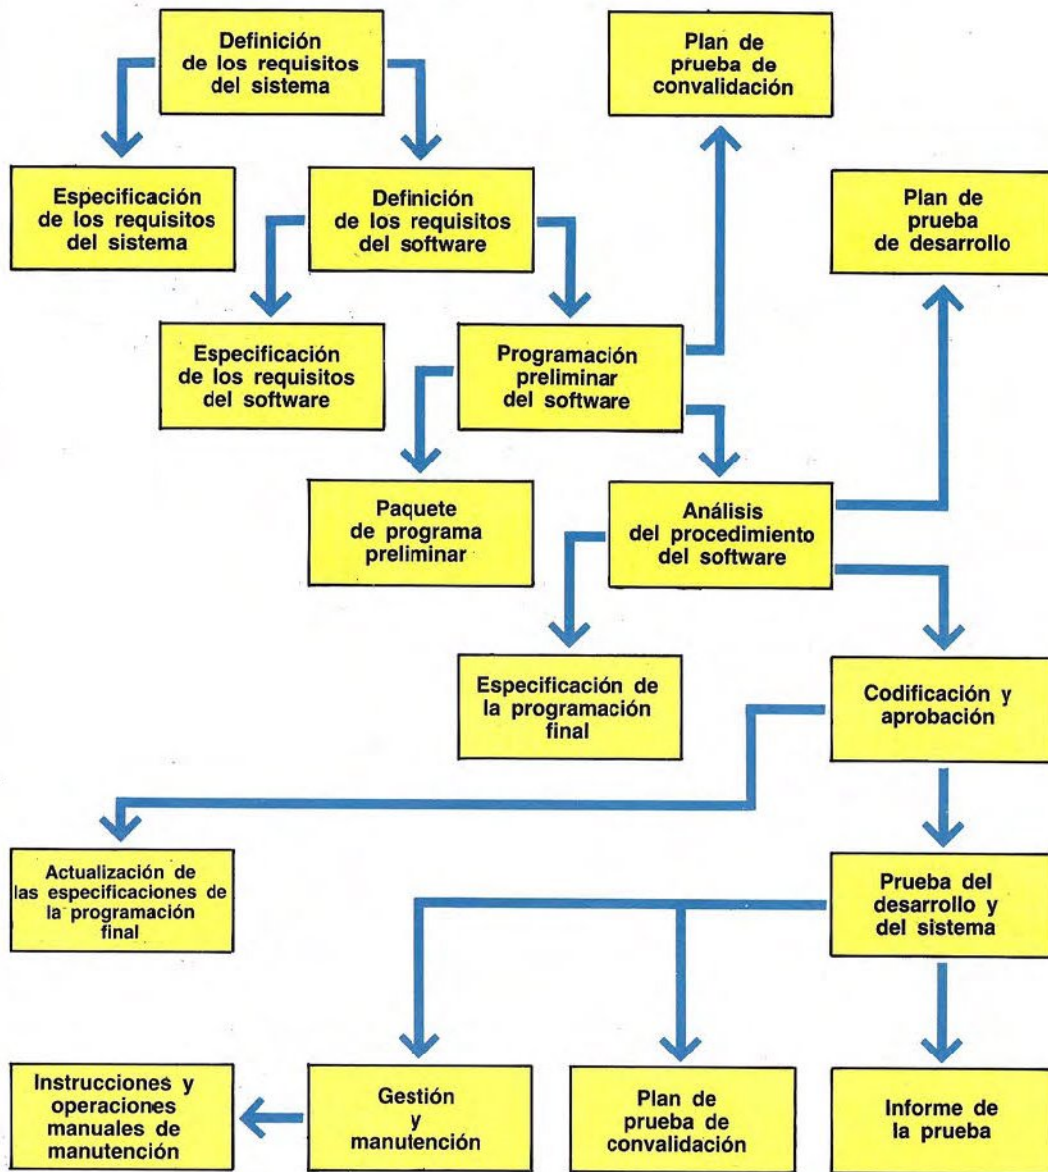 Definición
de los requisitos
del sistema
Plan de
prueba de
convalidación
Especificación
de los requisitos
del sistema
Definición
de los requisitos
del software
Plan de
prueba
de desarrollo
Especificación
de los requisitos
del software
Programación
preliminar
del software
Paquete
de programa
preliminar
Análisis
del procedimiento
del software
Especificación de
la programación
final
Codificación y
aprobación
Actualización de
las especificaciones de
la programación
final
Prueba del
desarrollo y
del sistema
Instrucciones y
operaciones
manuales de
manutención
Gestión
y
manutención
Plan de
prueba de
convalidación
Informe de
la prueba